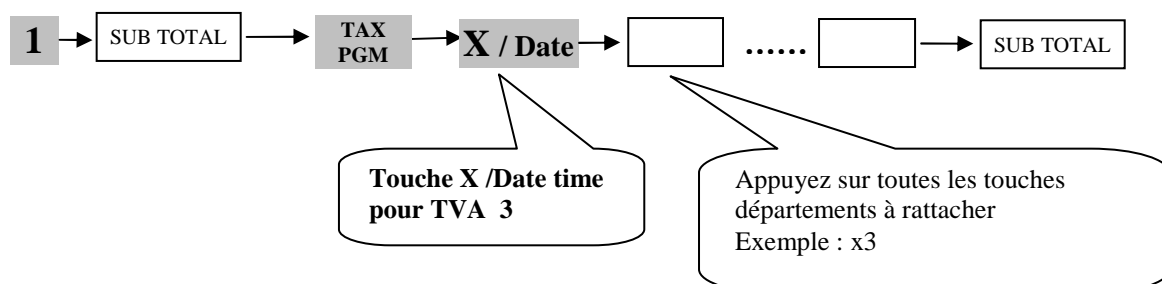 1 SUB TOTAL TAX PGM X / Date ...... SUB TOTAL
Touche X /Date time
pour TVA 3
Appuyez sur toutes les touches
départements à rattacher
Exemple : x3